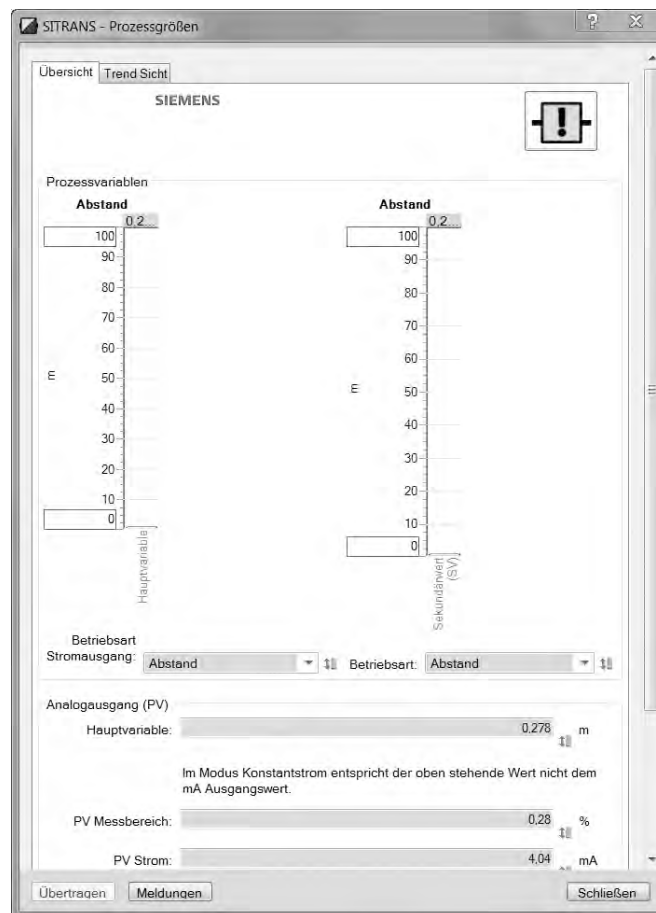 SITRANS - Prozessgrößen
Übersicht
Trend Sicht
SIEMENS
Prozessvariablen
Abstand
0,2...
100
90
80
70
60
50
40
30
20
10
0
m
Hauptvariable
Abstand
0,2...
100
90
80
70
60
50
40
30
20
10
0
m
Sekundärwert
(SV)
Betriebsart
Stromausgang: Abstand
Betriebsart: Abstand
Analogausgang (PV)
Hauptvariable: 0,278 m
Im Modus Konstantstrom entspricht der oben stehende Wert nicht dem
mA Ausgangswert.
PV Messbereich: 0,28 %
PV Strom: 4,04 mA
Übertragen
Meldungen
Schließen